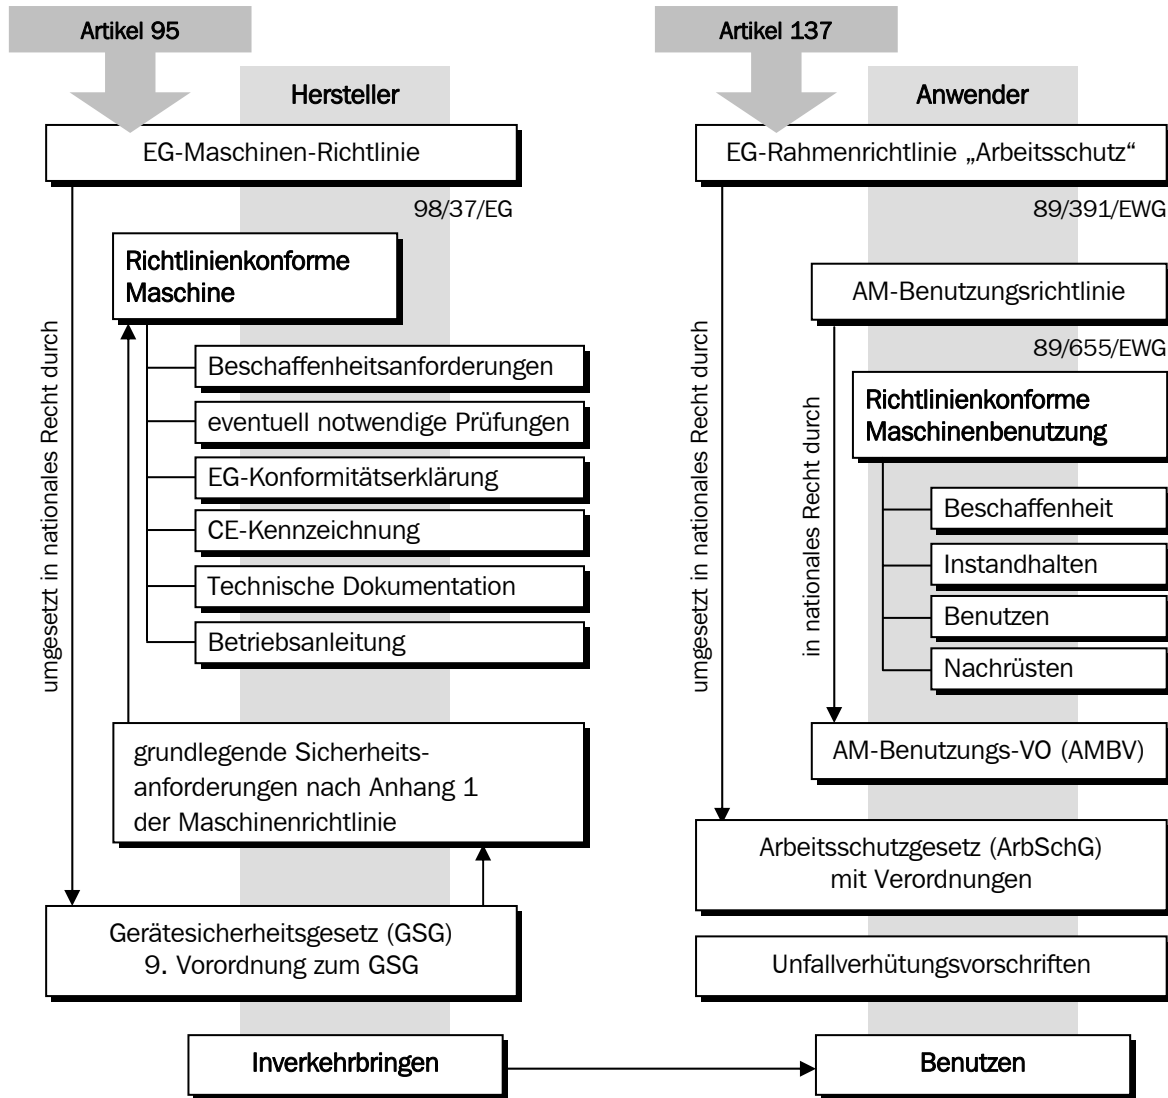 Artikel 95
Hersteller
EG-Maschinen-Richtlinie
98/37/EG
Richtlinienkonforme
Maschine
umgesetzt in nationales Recht durch
Beschaffenheitsanforderungen
eventuell notwendige Prüfungen
EG-Konformitätserklärung
CE-Kennzeichnung
Technische Dokumentation
Betriebsanleitung
grundlegende Sicherheits-
anforderungen nach Anhang 1
der Maschinenrichtlinie
Gerätesicherheitsgesetz (GSG)
9. Vorordnung zum GSG
Inverkehrbringen
Artikel 137
Anwender
EG-Rahmenrichtlinie „Arbeitsschutz“
89/391/EWG
AM-Benutzungsrichtlinie
89/655/EWG
umgesetzt in nationales Recht durch
in nationales Recht durch
Richtlinienkonforme
Maschinenbenutzung
Beschaffenheit
Instandhalten
Benutzen
Nachrüsten
AM-Benutzungs-VO (AMBV)
Arbeitsschutzgesetz (ArbSchG)
mit Verordnungen
Unfallverhütungsvorschriften
Benutzen